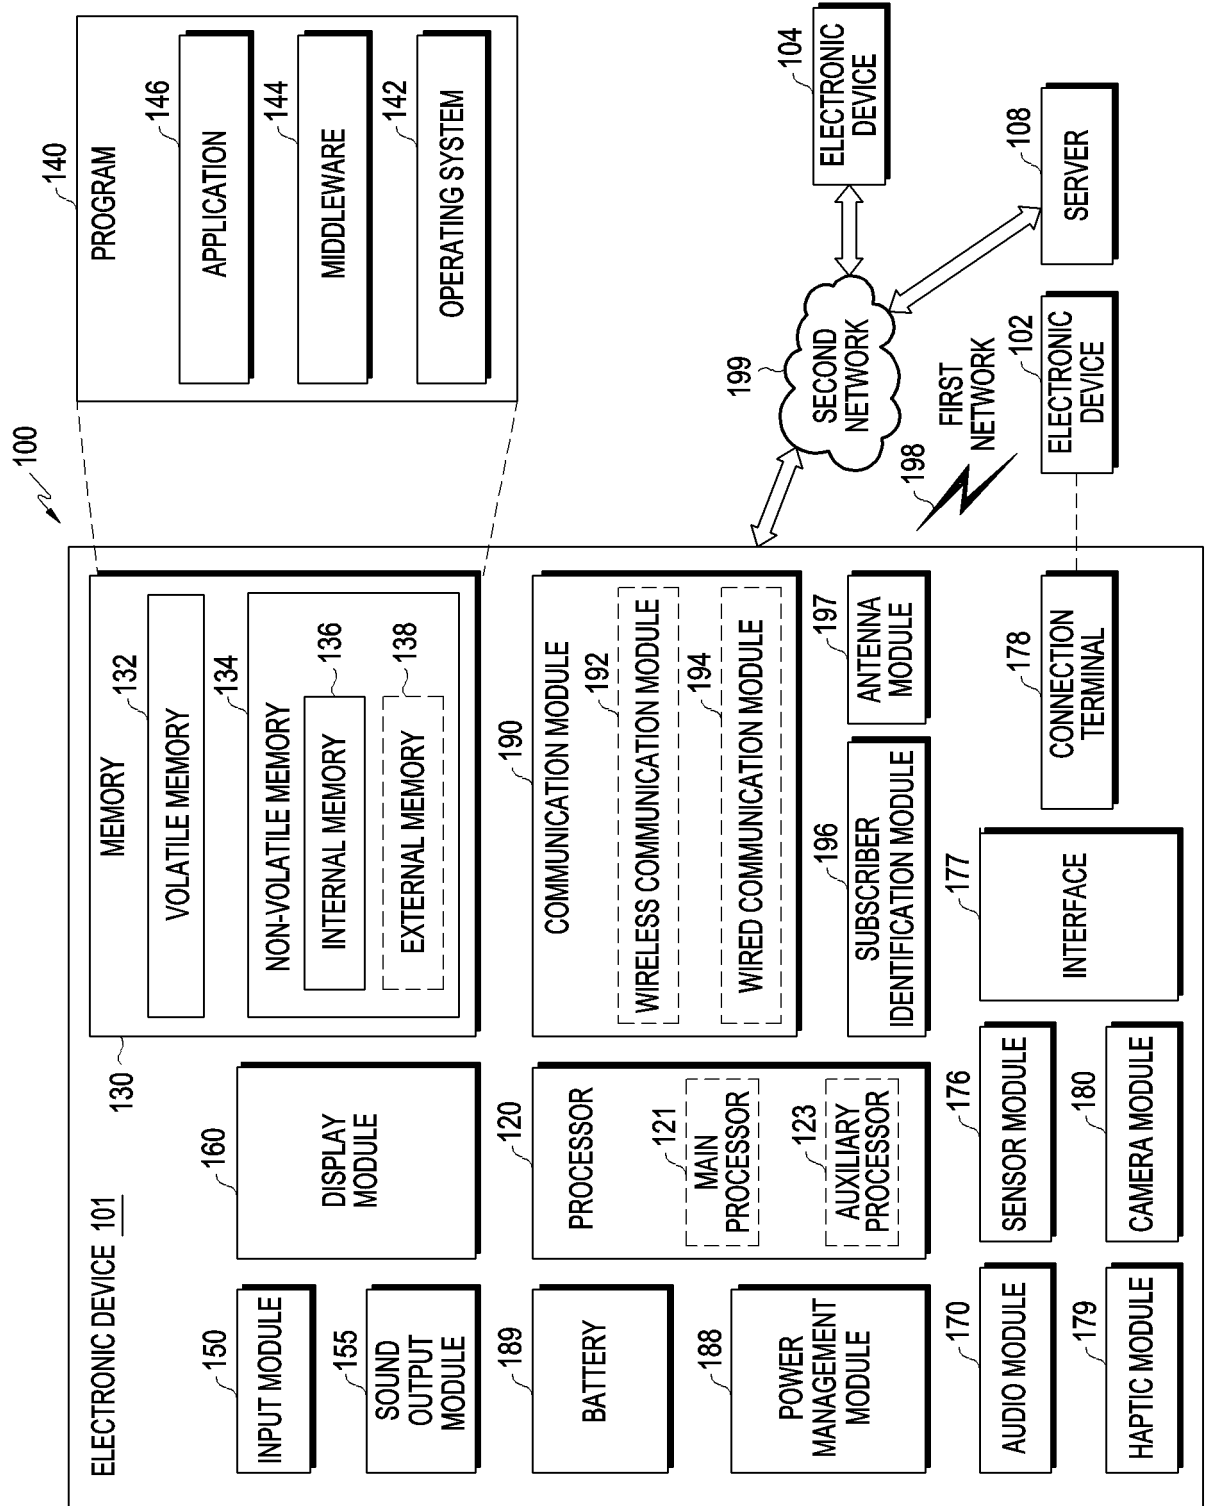 100
ELECTRONIC DEVICE 101
150
INPUT MODULE
155
SOUND
OUTPUT
MODULE
189
BATTERY
188
POWER
MANAGEMENT
MODULE
170
AUDIO MODULE
179
HAPTIC MODULE
160
DISPLAY
MODULE
120
PROCESSOR
121
MAIN
PROCESSOR
123
AUXILIARY
PROCESSOR
176
SENSOR MODULE
180
CAMERA MODULE
130
MEMORY
132
VOLATILE MEMORY
134
NON-VOLATILE MEMORY
136
INTERNAL MEMORY
138
EXTERNAL MEMORY
190
COMMUNICATION MODULE
192
WIRELESS COMMUNICATION MODULE
194
WIRED COMMUNICATION MODULE
196
SUBSCRIBER
IDENTIFICATION MODULE
197
ANTENNA
MODULE
177
INTERFACE
178
CONNECTION
TERMINAL
140
PROGRAM
146
APPLICATION
144
MIDDLEWARE
142
OPERATING SYSTEM
199
SECOND
NETWORK
198
FIRST
NETWORK
104
ELECTRONIC
DEVICE
108
SERVER
102
ELECTRONIC
DEVICE